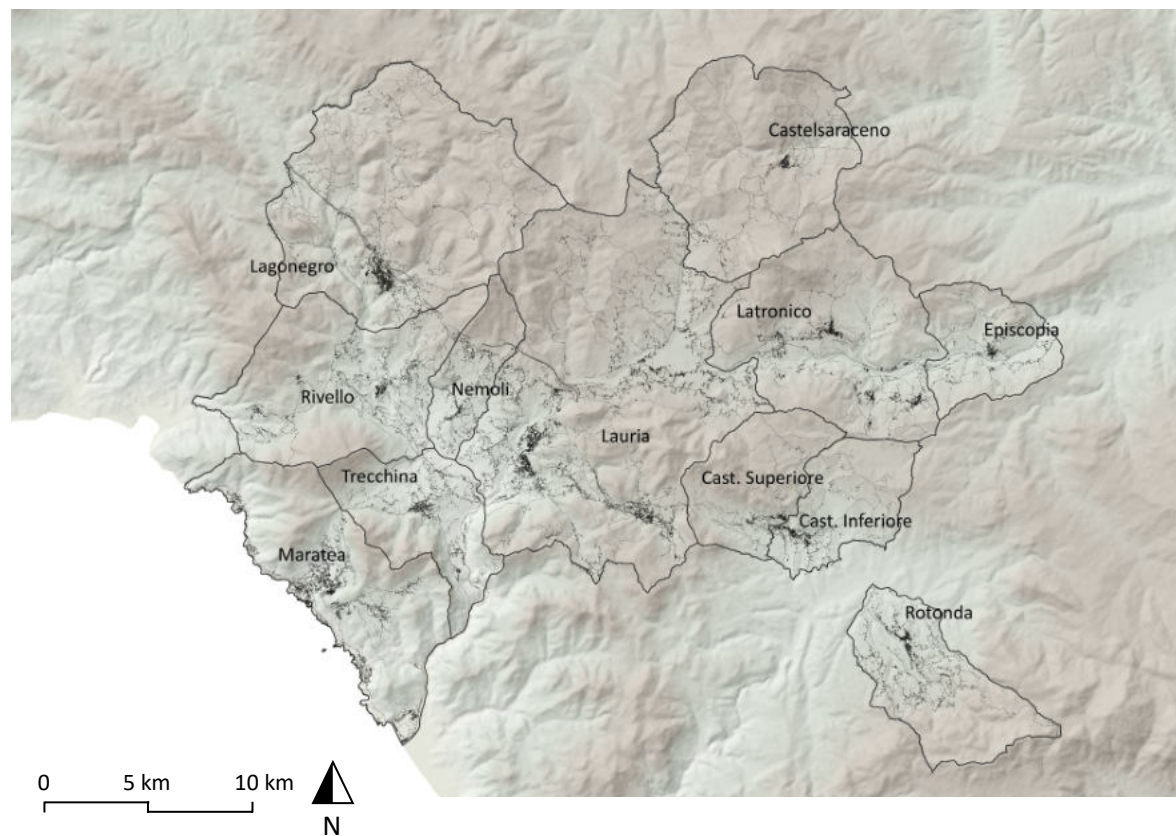 Castelsaraceno
Lagonegro
Latronico
Episcopia
Rivello
Nemoli
Lauria
Trecchina
Cast. Superiore
Cast. Inferiore
Maratea
Rotonda
0 5 km 10 km
N